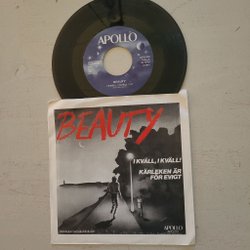 APOLLO
BEAUTY
BEAUTY
I KVÄLL, I KVÄLL!
KÄRLEKEN ÄR
FÖR EVIGT
APOLLO